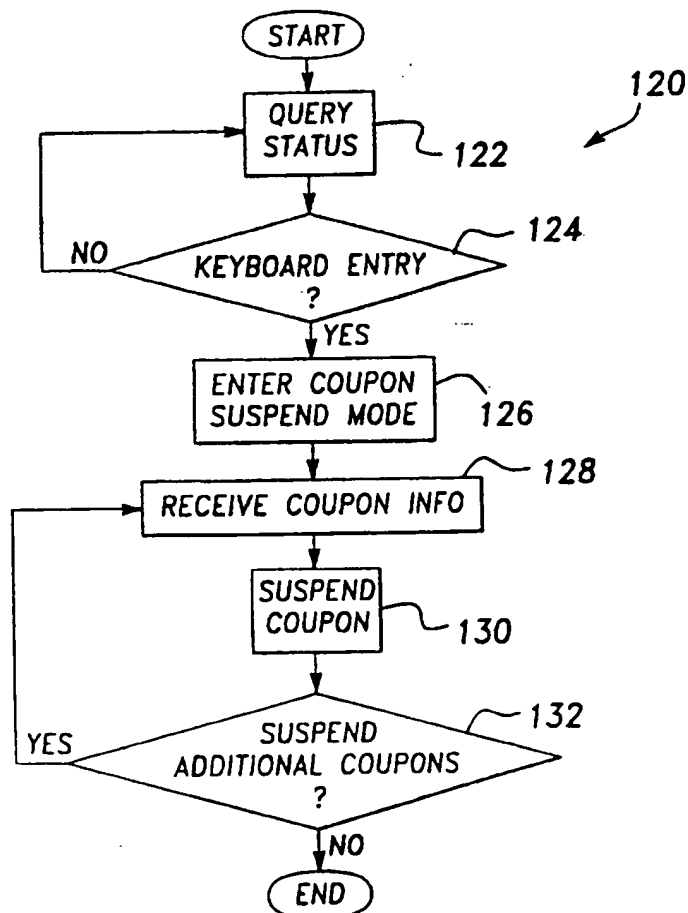 START
120
QUERY
STATUS
122
124
NO
KEYBOARD ENTRY
?
YES
ENTER COUPON
SUSPEND MODE
126
128
RECEIVE COUPON INFO
SUSPEND
COUPON
130
132
YES
SUSPEND
ADDITIONAL COUPONS
?
NO
END